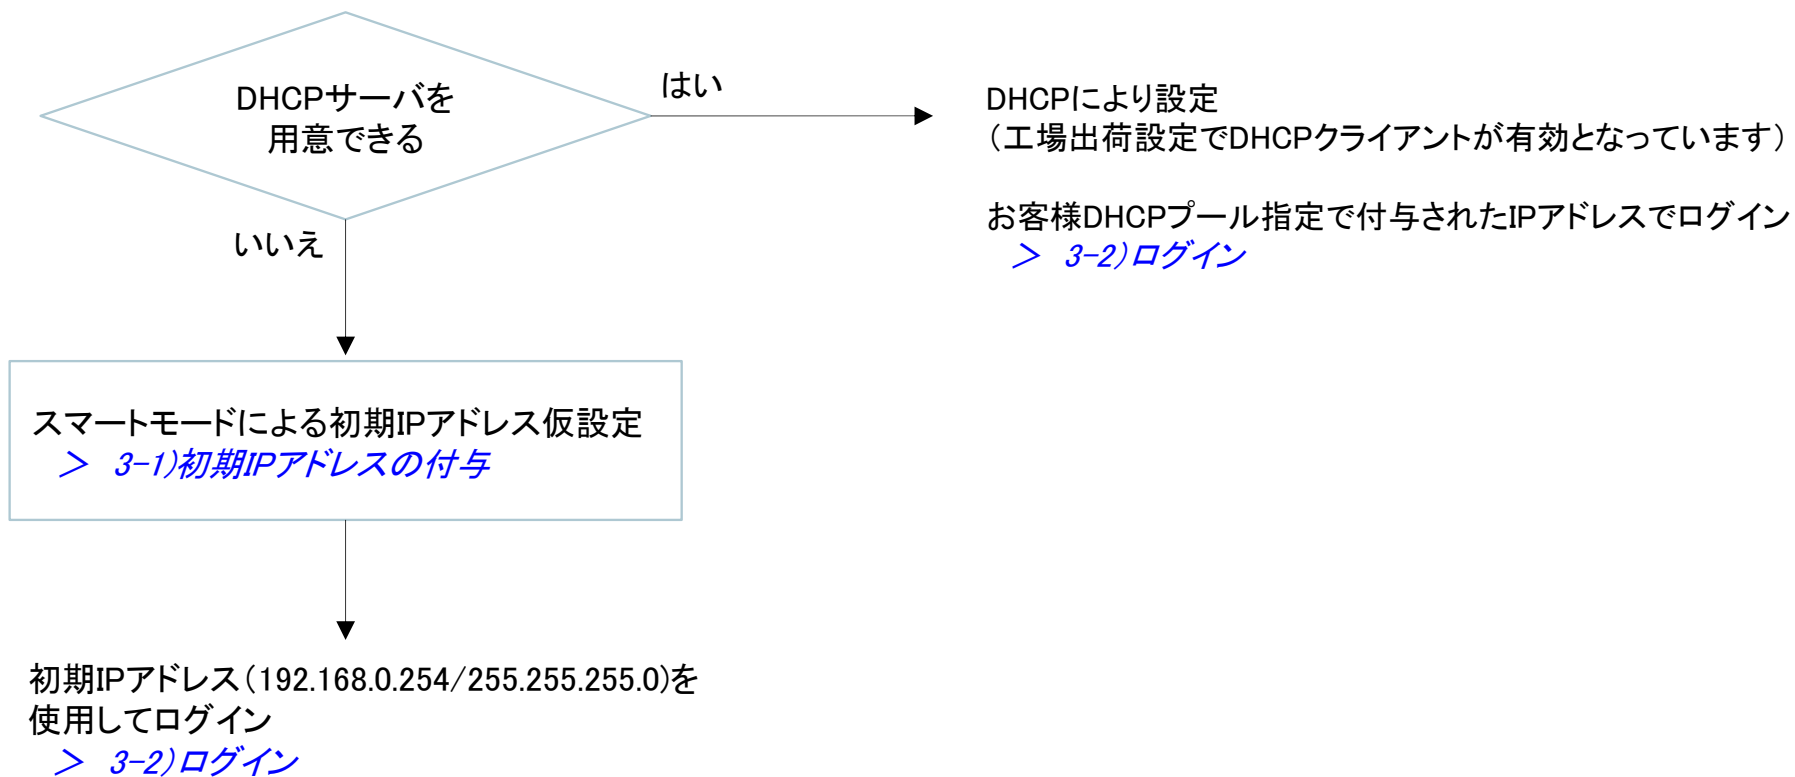 DHCPサーバを
用意できる
はい
DHCPにより設定
（工場出荷設定でDHCPクライアントが有効となっています）
お客様DHCPプール指定で付与されたIPアドレスでログイン
＞ 3-2)ログイン
いいえ
スマートモードによる初期IPアドレス仮設定
＞ 3-1)初期IPアドレスの付与
初期IPアドレス（192.168.0.254/255.255.255.0)を
使用してログイン
＞ 3-2)ログイン